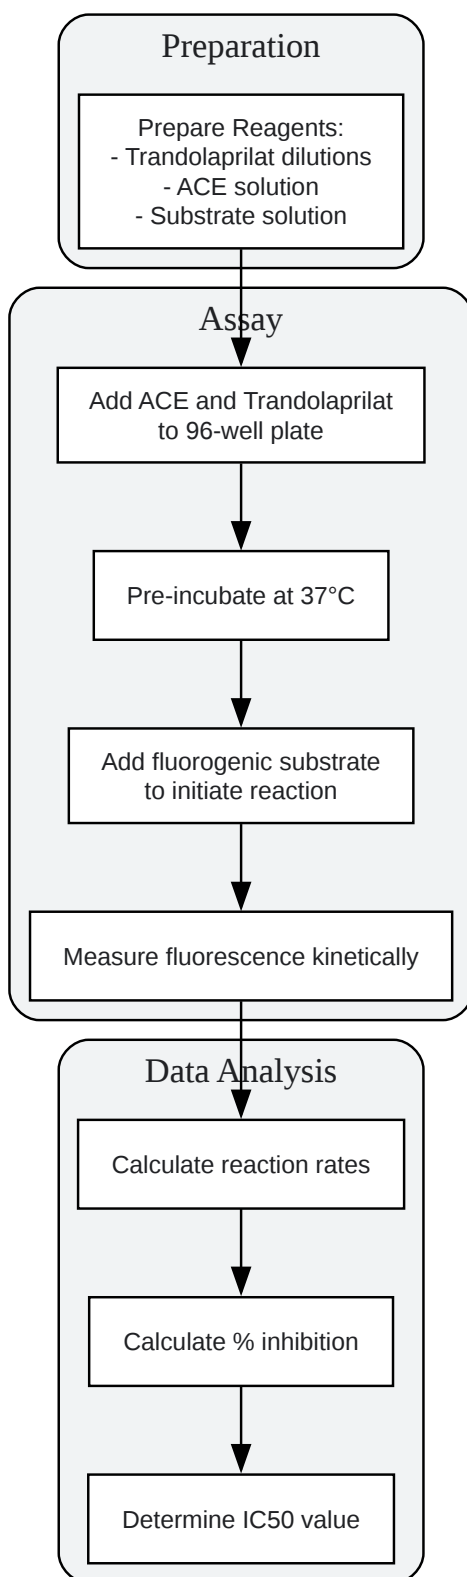 Preparation
Prepare Reagents:
- Trandolaprilat dilutions
- ACE solution
- Substrate solution
Assay
Add ACE and Trandolaprilat
to 96-well plate
Pre-incubate at 37°C
Add fluorogenic substrate
to initiate reaction
Measure fluorescence kinetically
Data Analysis
Calculate reaction rates
Calculate % inhibition
Determine IC50 value